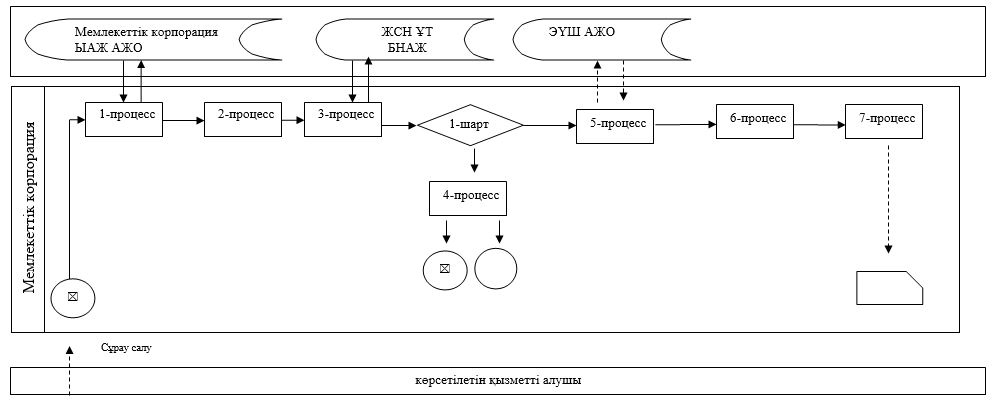 Мемлекеттік корпорация
ЫАЖ АЖО
ЖСН ҰТ
БНАЖ
ЭҮШ АЖО
Мемлекеттік корпорация
1-процесс
2-процесс
3-процесс
1-шарт
5-процесс
6-процесс
7-процесс
4-процесс
Сұрау салу
көрсетілетін қызметті алушы